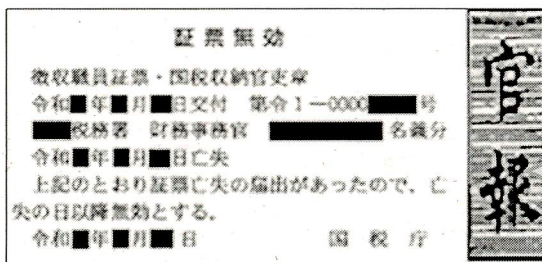 証票無効
徴収職員証票・国税収納官吏章
令和■年■月■日交付 第令1―0000■号
■税務署 財務事務官 ■名義分
令和■年■月■日亡失
上記のとおり証票亡失の届出があったので、亡
失の日以降無効とする。
令和■年■月■日 国税庁
官報